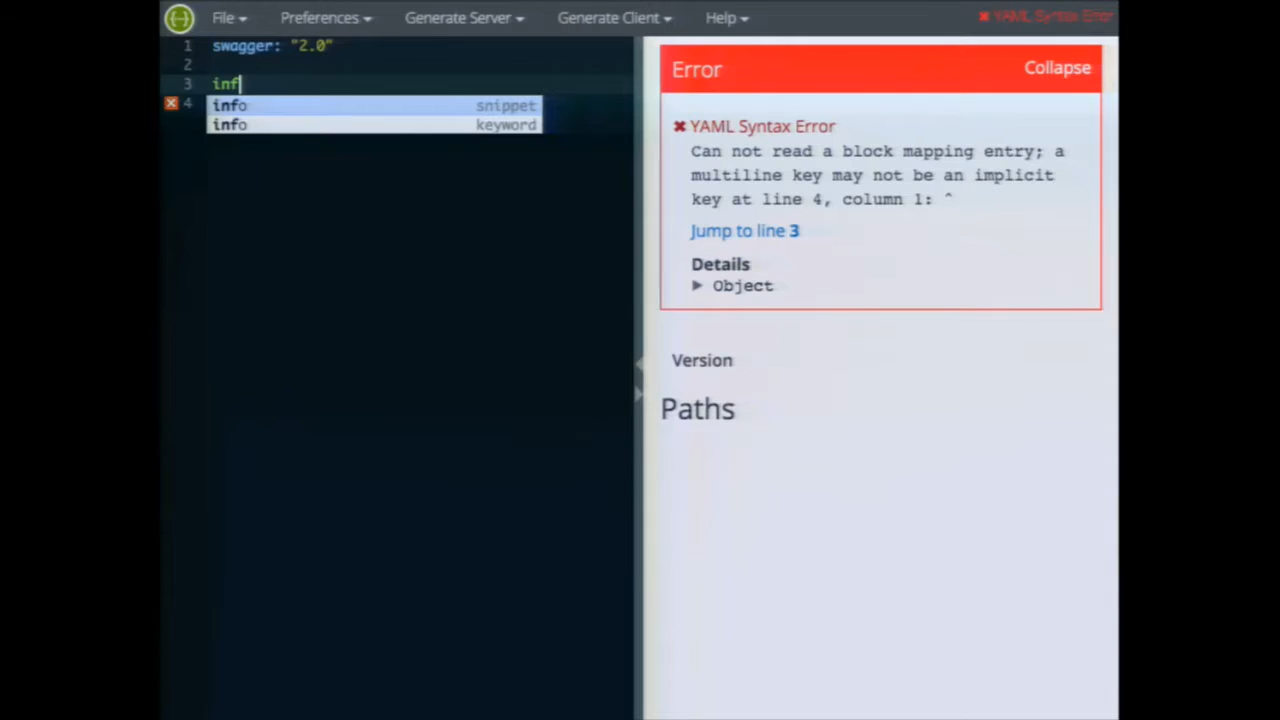 File Preferences Generate Server Generate Client Help ✖ YAML Syntax Error
1 swagger: "2.0"
2
3 inf
4
info snippet
info keyword
Error Collapse
✖ YAML Syntax Error
Can not read a block mapping entry; a
multiline key may not be an implicit
key at line 4, column 1: ^
Jump to line 3
Details
▶ Object
Version
Paths